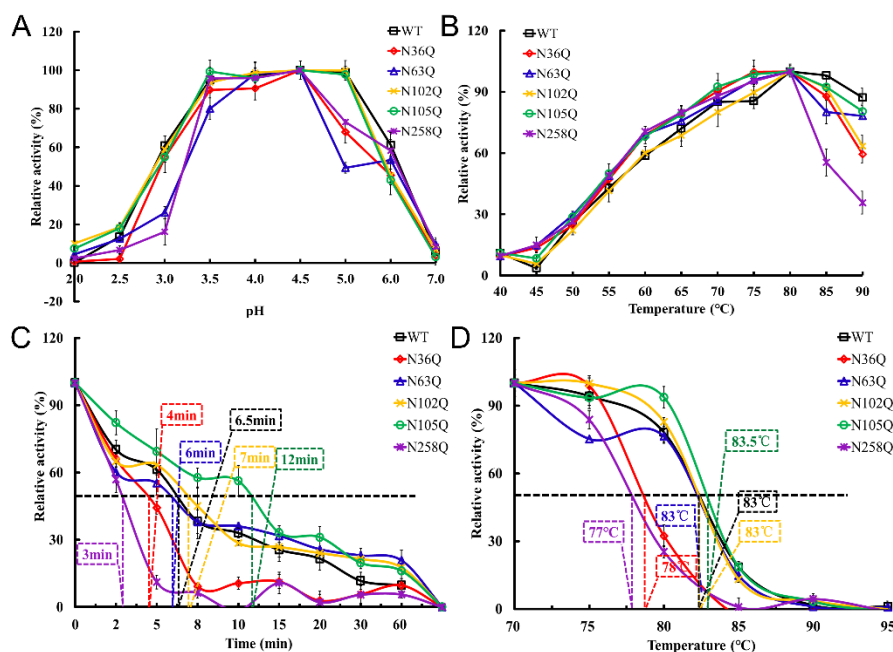 A
120
100
80
60
40
20
0
-20
Relative activity (%)
2.0
2.5
3.0
3.5
4.0
4.5
5.0
6.0
7.0
pH
WT
N36Q
N63Q
N102Q
N105Q
N258Q
B
120
90
60
30
0
Relative activity (%)
40
45
50
55
60
65
70
75
80
85
90
Temperature (℃)
WT
N36Q
N63Q
N102Q
N105Q
N258Q
C
120
90
60
30
0
Relative activity (%)
4min
6.5min
6min
7min
12min
3min
0
2
5
8
10
15
20
30
60
Time (min)
WT
N36Q
N63Q
N102Q
N105Q
N258Q
D
120
90
60
30
0
Relative activity (%)
83.5℃
83℃
83℃
77℃
83℃
78℃
70
75
80
85
90
95
Temperature (℃)
WT
N36Q
N63Q
N102Q
N105Q
N258Q